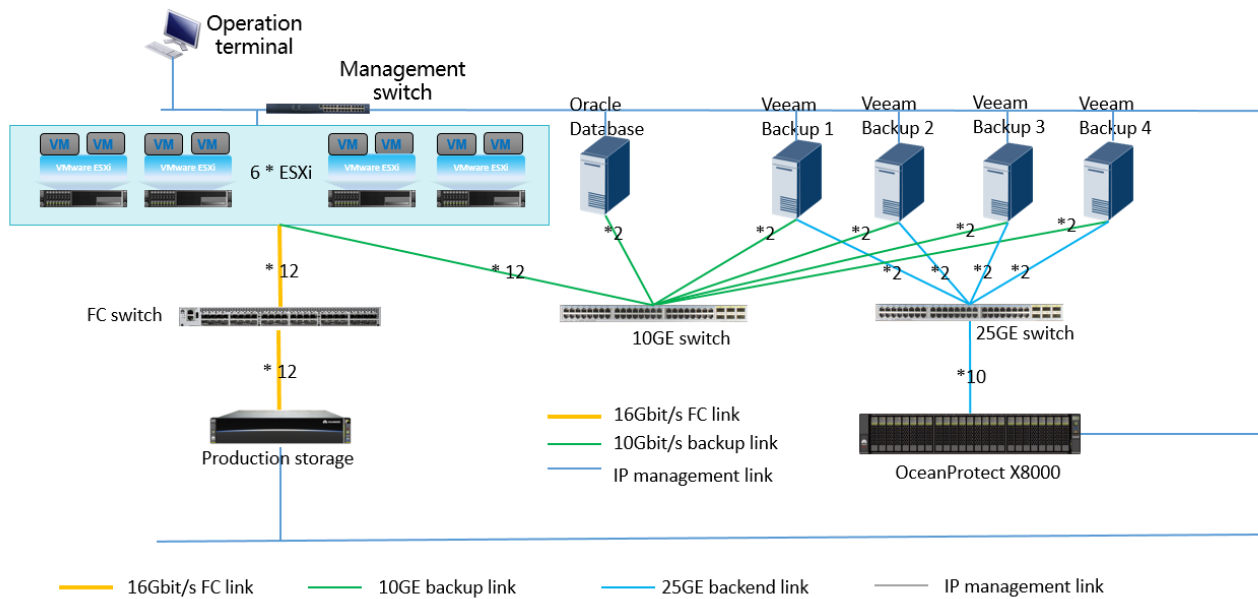 Operation
terminal
Management
switch
Oracle
Database
Veeam
Backup 1
Veeam
Backup 2
Veeam
Backup 3
Veeam
Backup 4
VM VM VM VM VM VM VM VM
VMware ESXi VMware ESXi 6 * ESXi VMware ESXi VMware ESXi
*2 *2 *2 *2 *2
* 12 * 12 *2 *2 *2 *2
FC switch
10GE switch
25GE switch
* 12
*10
16Gbit/s FC link
10Gbit/s backup link
IP management link
Production storage
OceanProtect X8000
16Gbit/s FC link
10GE backup link
25GE backend link
IP management link